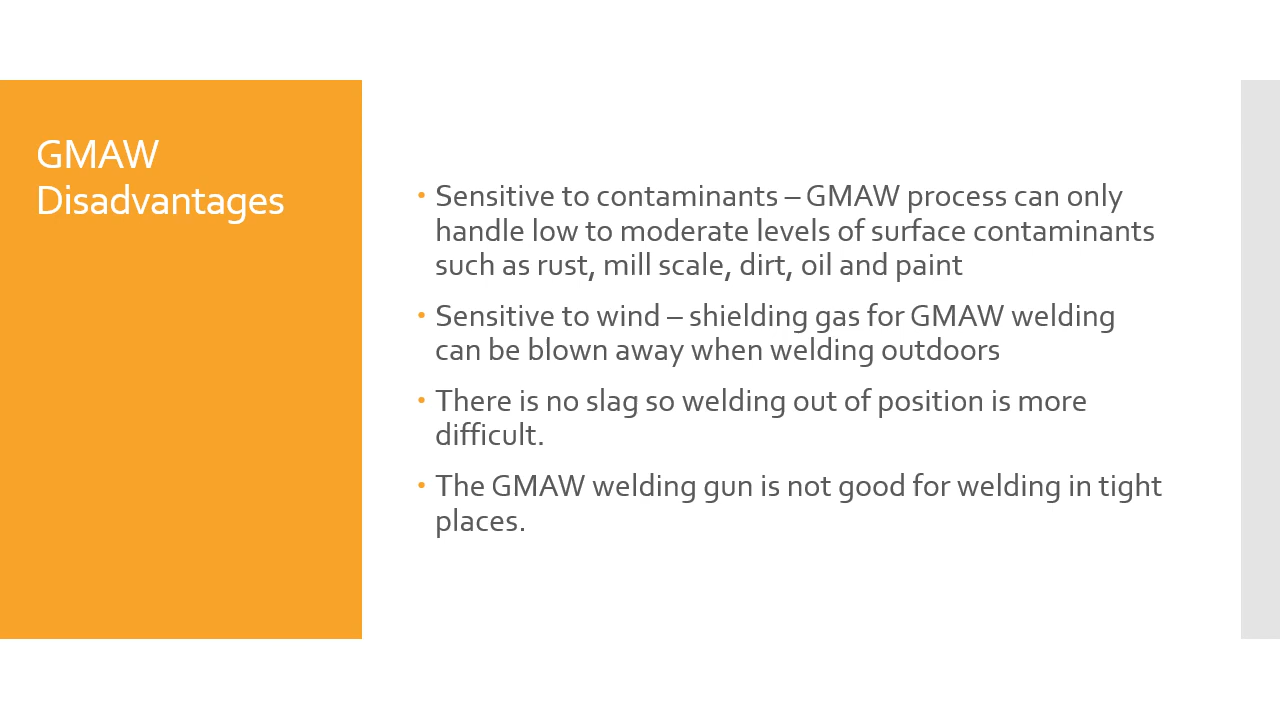 GMAW
Disadvantages
• Sensitive to contaminants – GMAW process can only
handle low to moderate levels of surface contaminants
such as rust, mill scale, dirt, oil and paint
• Sensitive to wind – shielding gas for GMAW welding
can be blown away when welding outdoors
• There is no slag so welding out of position is more
difficult.
• The GMAW welding gun is not good for welding in tight
places.